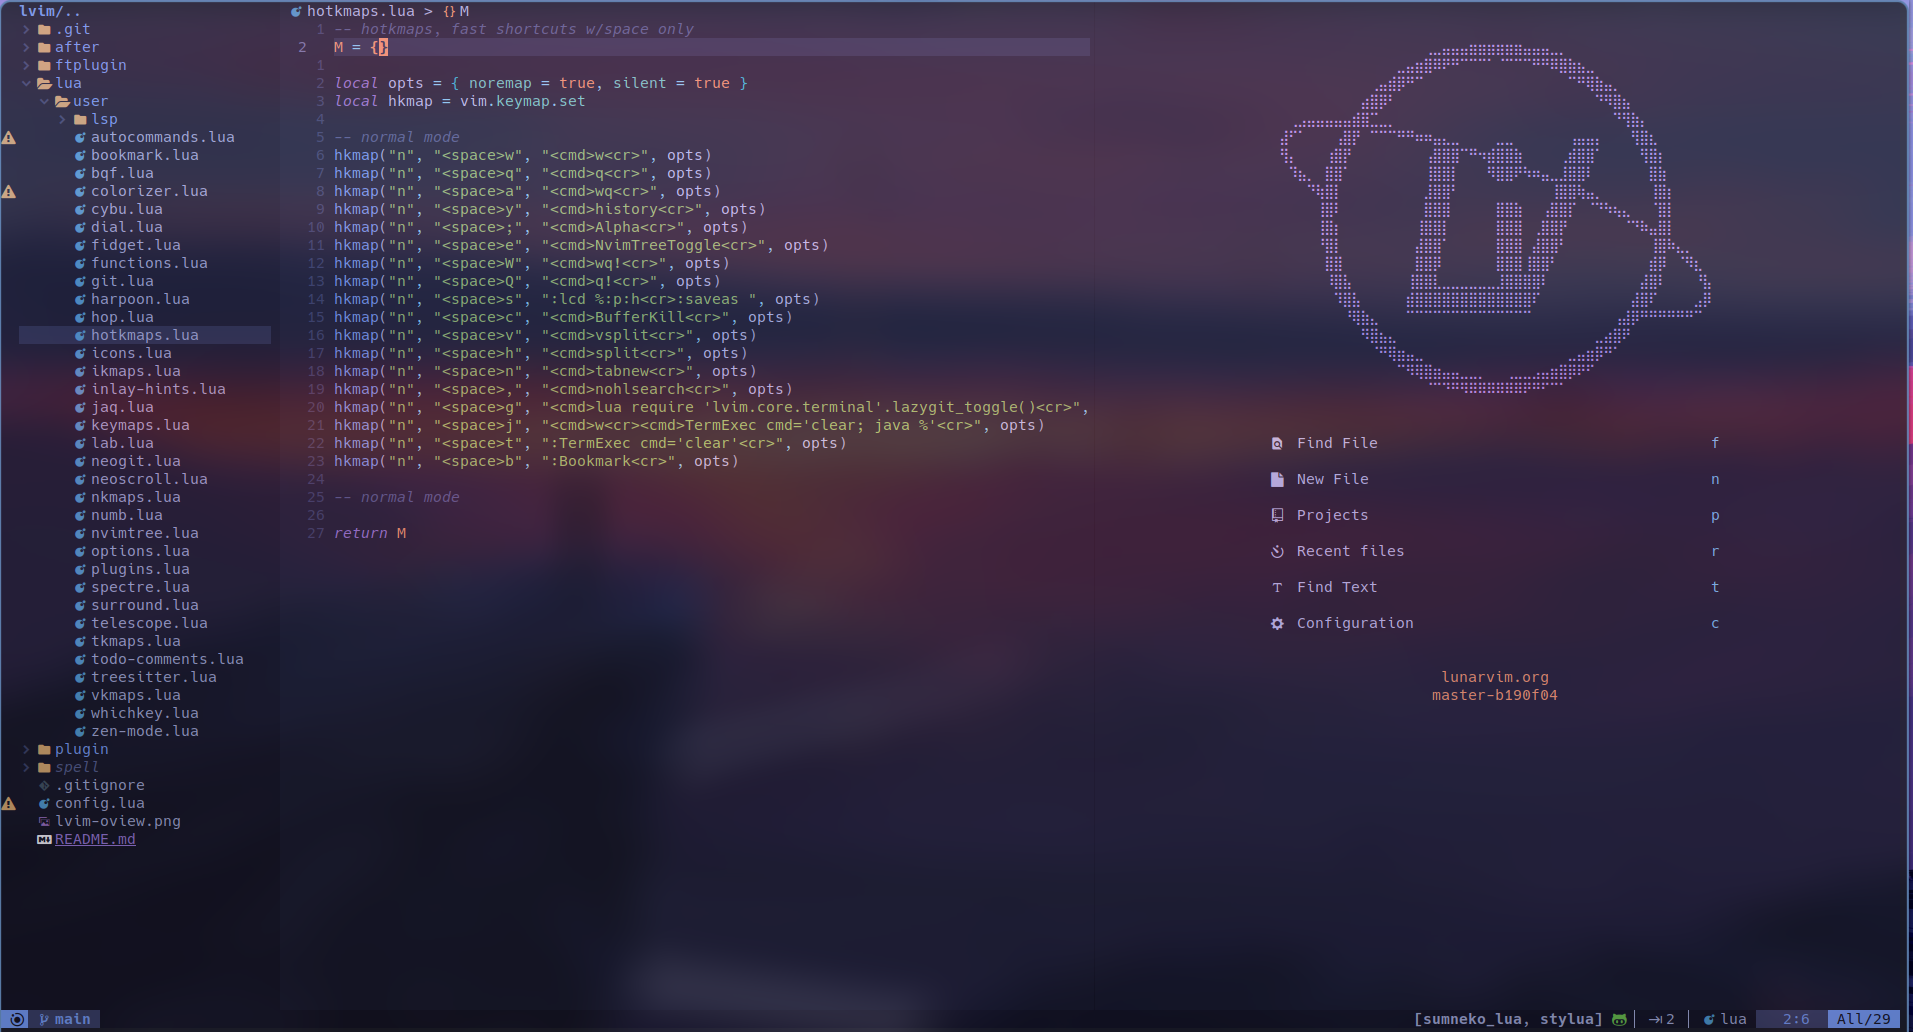 lvim/..
.git
after
ftplugin
lua
user
lsp
autocommands.lua
bookmark.lua
bqf.lua
colorizer.lua
cybu.lua
dial.lua
fidget.lua
functions.lua
git.lua
harpoon.lua
hop.lua
hotkmaps.lua
icons.lua
ikmaps.lua
inlay-hints.lua
jaq.lua
keymaps.lua
lab.lua
neogit.lua
neoscroll.lua
nkmaps.lua
numb.lua
nvimtree.lua
options.lua
plugins.lua
spectre.lua
surround.lua
telescope.lua
tkmaps.lua
todo-comments.lua
treesitter.lua
vkmaps.lua
whichkey.lua
zen-mode.lua
plugin
spell
.gitignore
config.lua
lvim-oview.png
README.md
hotkmaps.lua > {} M
1 -- hotkmaps, fast shortcuts w/space only
2 M = {}
1
2 local opts = { noremap = true, silent = true }
3 local hkmap = vim.keymap.set
4
5 -- normal mode
6 hkmap("n", "<space>w", "<cmd>w<cr>", opts)
7 hkmap("n", "<space>q", "<cmd>q<cr>", opts)
8 hkmap("n", "<space>a", "<cmd>wq<cr>", opts)
9 hkmap("n", "<space>y", "<cmd>history<cr>", opts)
10 hkmap("n", "<space>;", "<cmd>Alpha<cr>", opts)
11 hkmap("n", "<space>e", "<cmd>NvimTreeToggle<cr>", opts)
12 hkmap("n", "<space>W", "<cmd>wq!<cr>", opts)
13 hkmap("n", "<space>Q", "<cmd>q!<cr>", opts)
14 hkmap("n", "<space>s", ":lcd %:p:h<cr>:saveas ", opts)
15 hkmap("n", "<space>c", "<cmd>BufferKill<cr>", opts)
16 hkmap("n", "<space>v", "<cmd>vsplit<cr>", opts)
17 hkmap("n", "<space>h", "<cmd>split<cr>", opts)
18 hkmap("n", "<space>n", "<cmd>tabnew<cr>", opts)
19 hkmap("n", "<space>,", "<cmd>nohlsearch<cr>", opts)
20 hkmap("n", "<space>g", "<cmd>lua require 'lvim.core.terminal'.lazygit_toggle()<cr>",
21 hkmap("n", "<space>j", "<cmd>w<cr><cmd>TermExec cmd='clear; java %'<cr>", opts)
22 hkmap("n", "<space>t", ":TermExec cmd='clear'<cr>", opts)
23 hkmap("n", "<space>b", ":Bookmark<cr>", opts)
24
25 -- normal mode
26
27 return M
Find File f
New File n
Projects p
Recent files r
Find Text t
Configuration c
lunarvim.org
master-b190f04
main [sumneko_lua, stylua] 2 lua 2:6 All/29